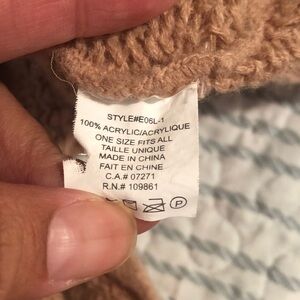 STYLE#E06L-1
100% ACRYLIC/ACRYLIQUE
ONE SIZE FITS ALL
TAILLE UNIQUE
MADE IN CHINA
FAIT EN CHINE
C.A.# 07271
R.N.# 109861
P